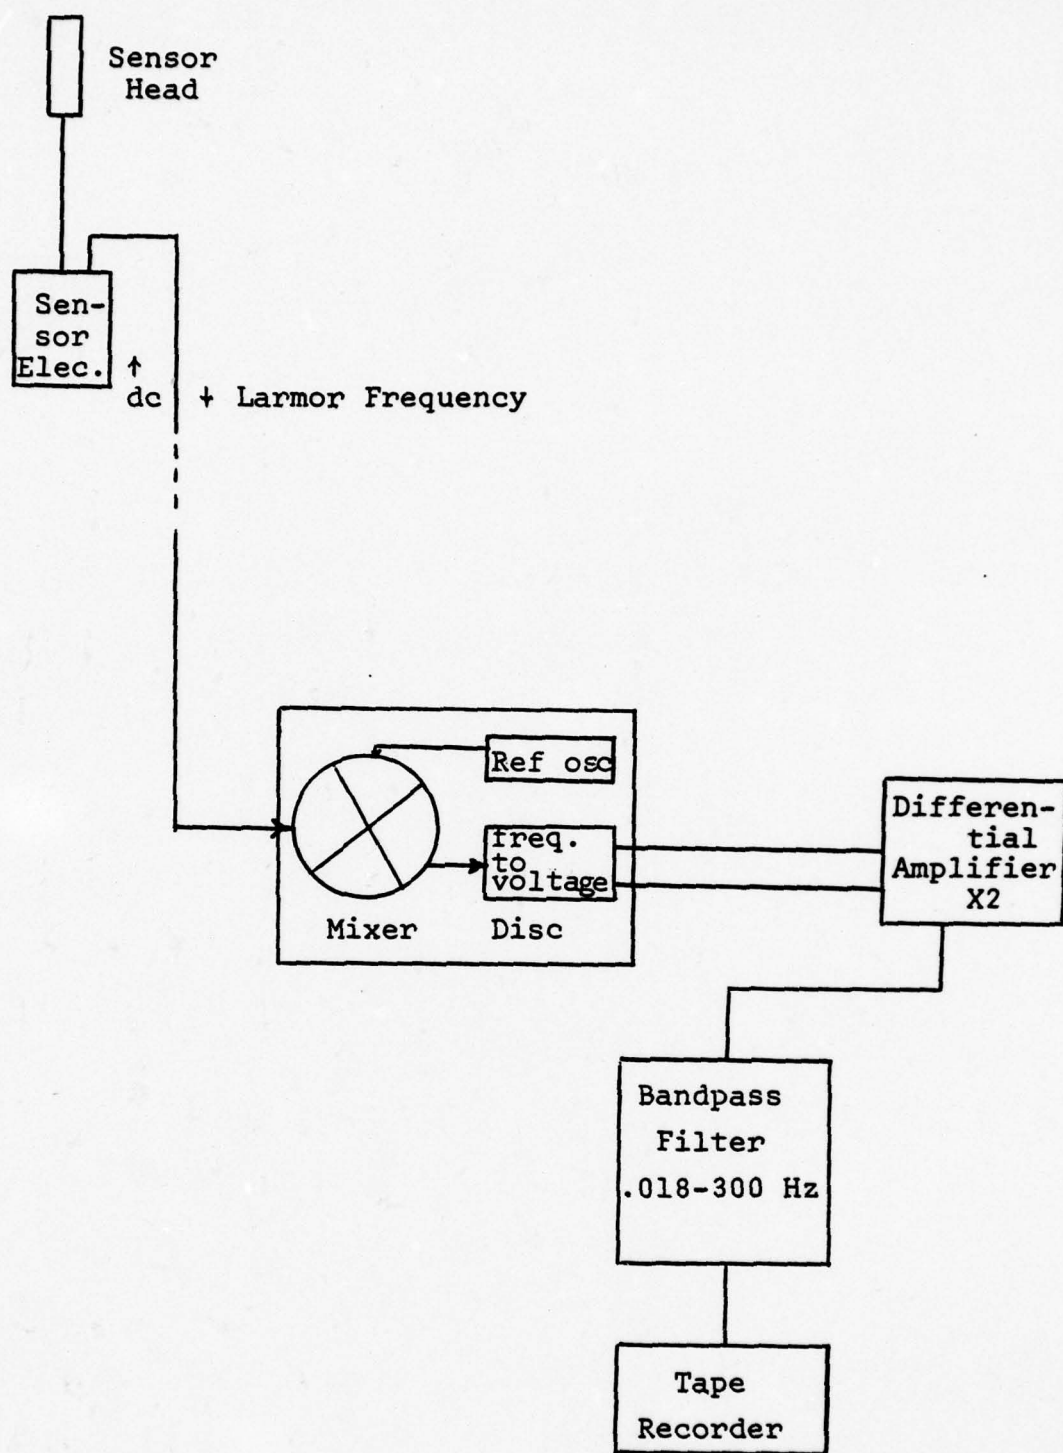 Sensor
Head
Sen-
sor
Elec.
↑
dc
↓ Larmor Frequency
Ref osc
freq.
to
voltage
Mixer
Disc
Differen-
tial
Amplifier
X2
Bandpass
Filter
.018-300 Hz
Tape
Recorder